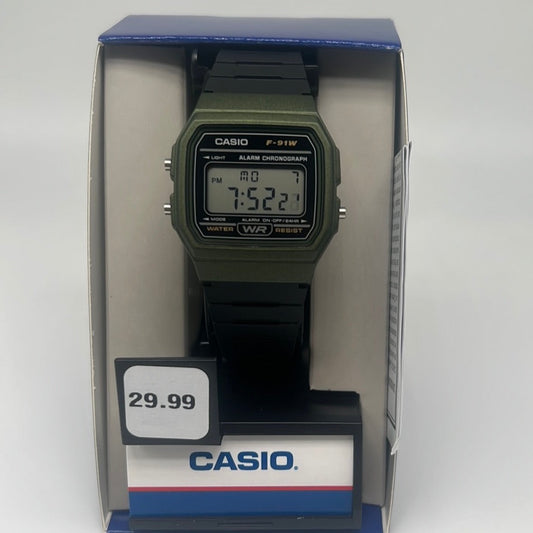 CASIO F-91W
LIGHT ALARM CHRONOGRAPH
MO 7
PM 7:52 21
MODE ALARM ON·OFF/24HR
WATER WR RESIST
29.99
CASIO®